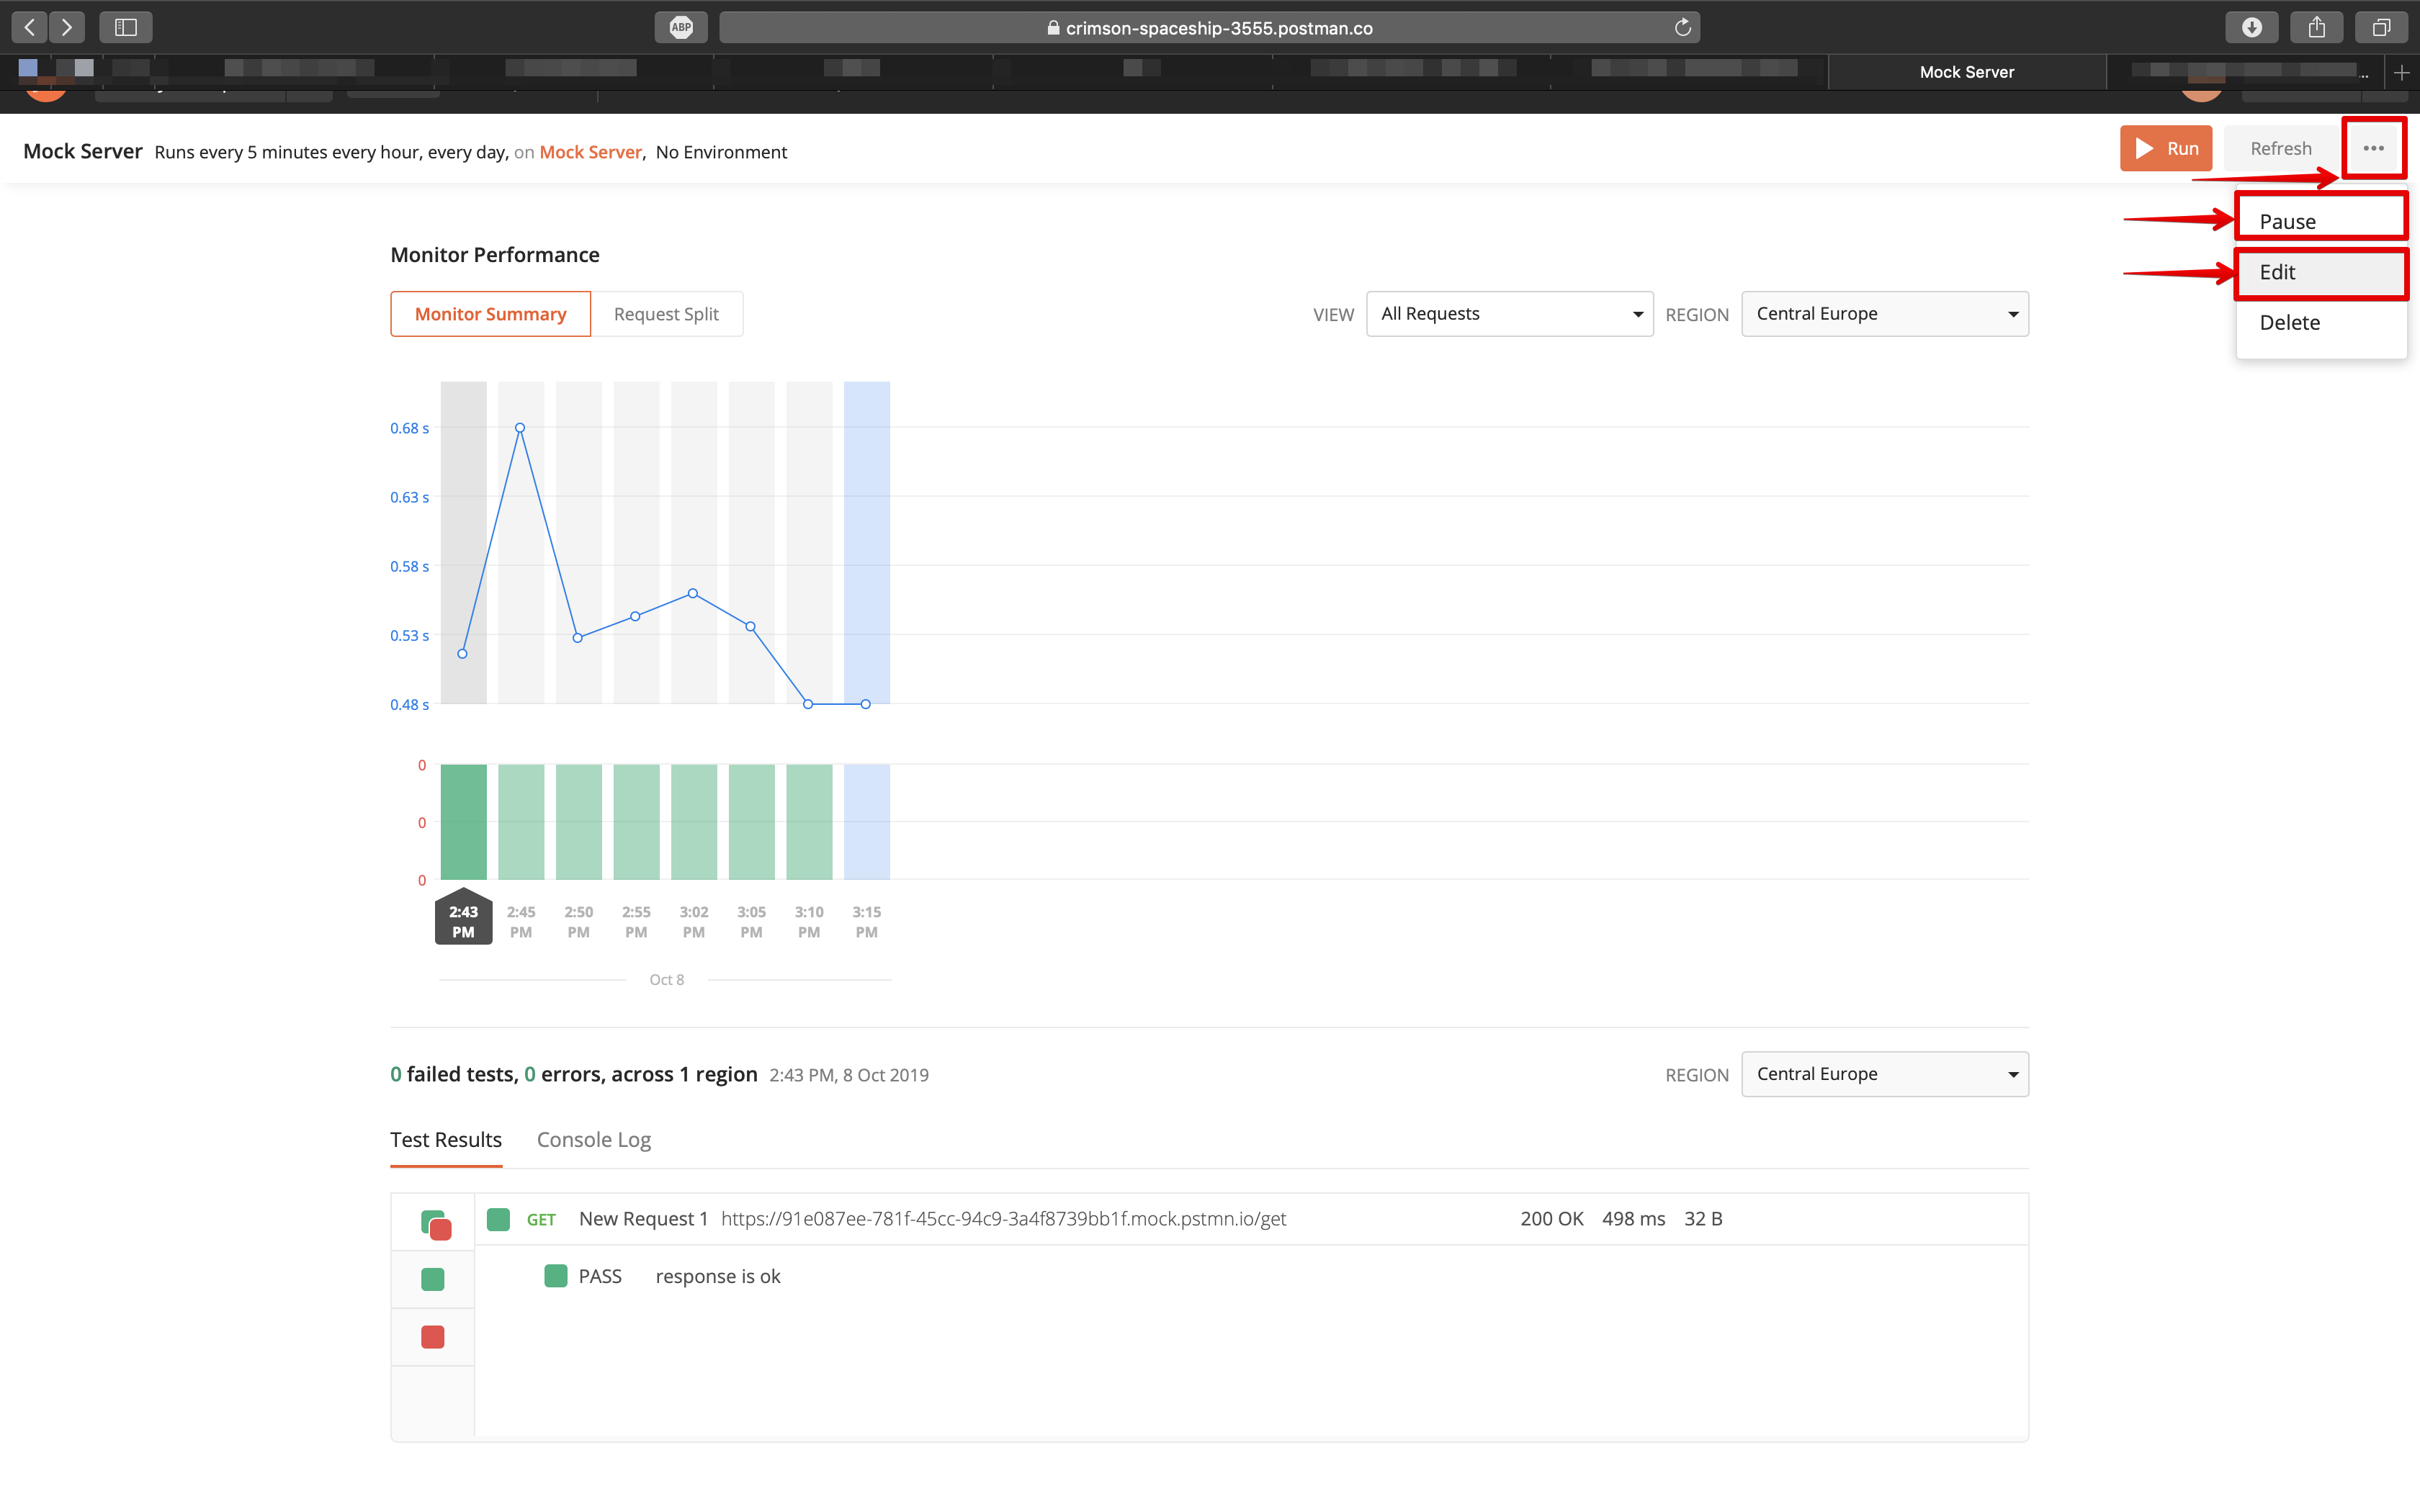 ABP
crimson-spaceship-3555.postman.co
Mock Server
...
Mock Server Runs every 5 minutes every hour, every day, on Mock Server, No Environment
Run
Refresh
Pause
Edit
Delete
Monitor Performance
Monitor Summary
Request Split
VIEW
All Requests
REGION
Central Europe
0.68 s
0.63 s
0.58 s
0.53 s
0.48 s
0
0
0
2:43 PM
2:45 PM
2:50 PM
2:55 PM
3:02 PM
3:05 PM
3:10 PM
3:15 PM
Oct 8
0 failed tests, 0 errors, across 1 region 2:43 PM, 8 Oct 2019
REGION
Central Europe
Test Results
Console Log
GET New Request 1 https://91e087ee-781f-45cc-94c9-3a4f8739bb1f.mock.pstmn.io/get 200 OK 498 ms 32 B
PASS response is ok